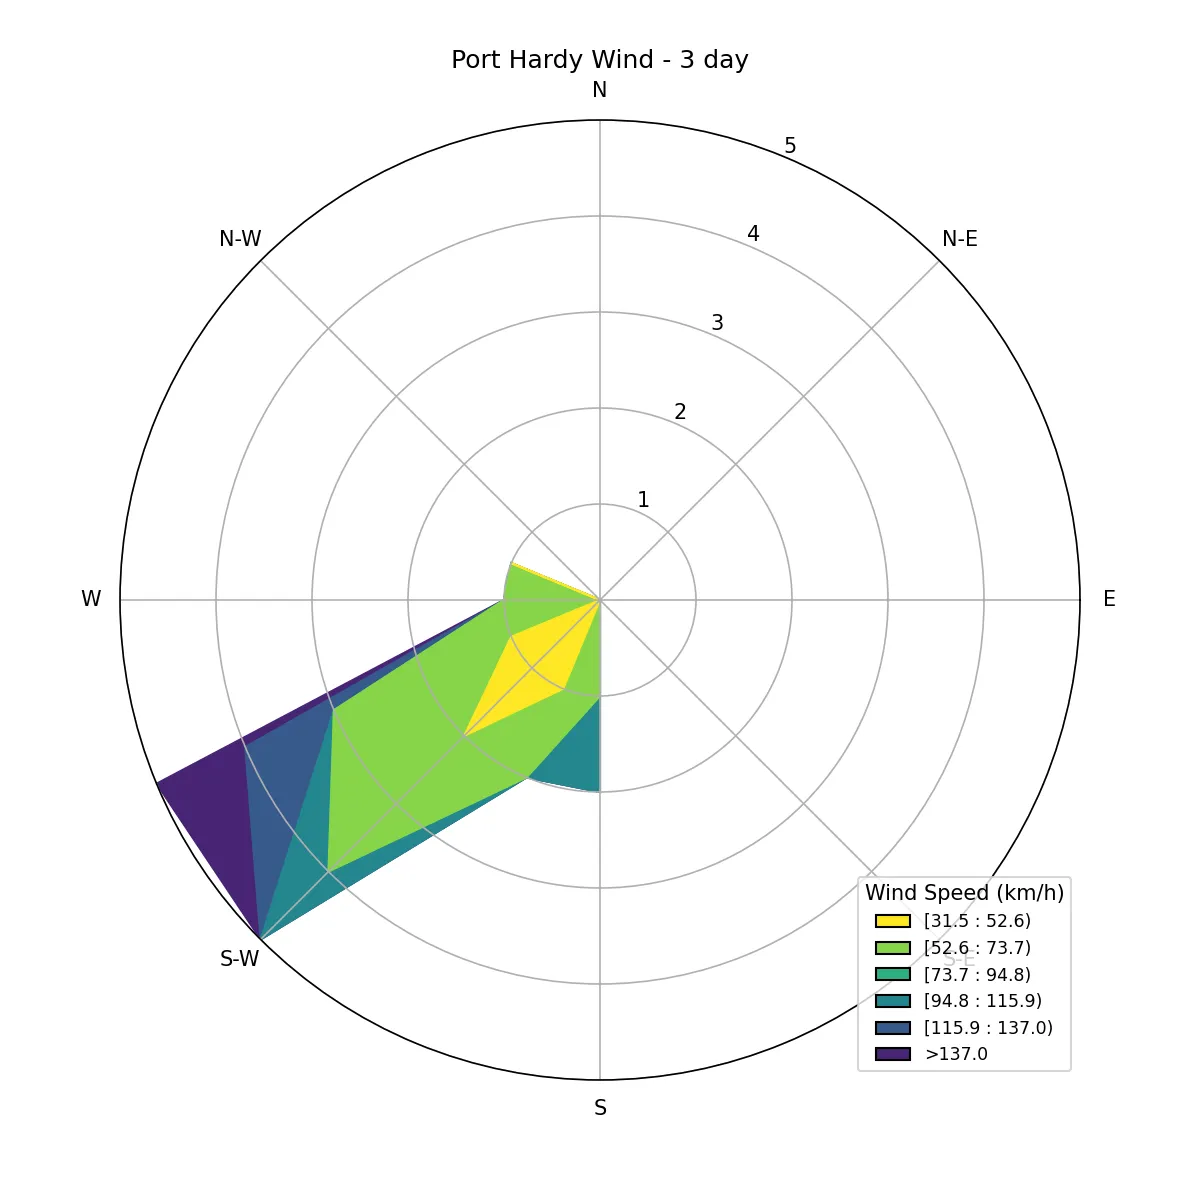 Port Hardy Wind - 3 day
N
5
N-W
N-E
4
3
2
1
W
E
Wind Speed (km/h)
[31.5 : 52.6)
[52.6 : 73.7)
S-W
S-E
[73.7 : 94.8)
[94.8 : 115.9)
[115.9 : 137.0)
>137.0
S